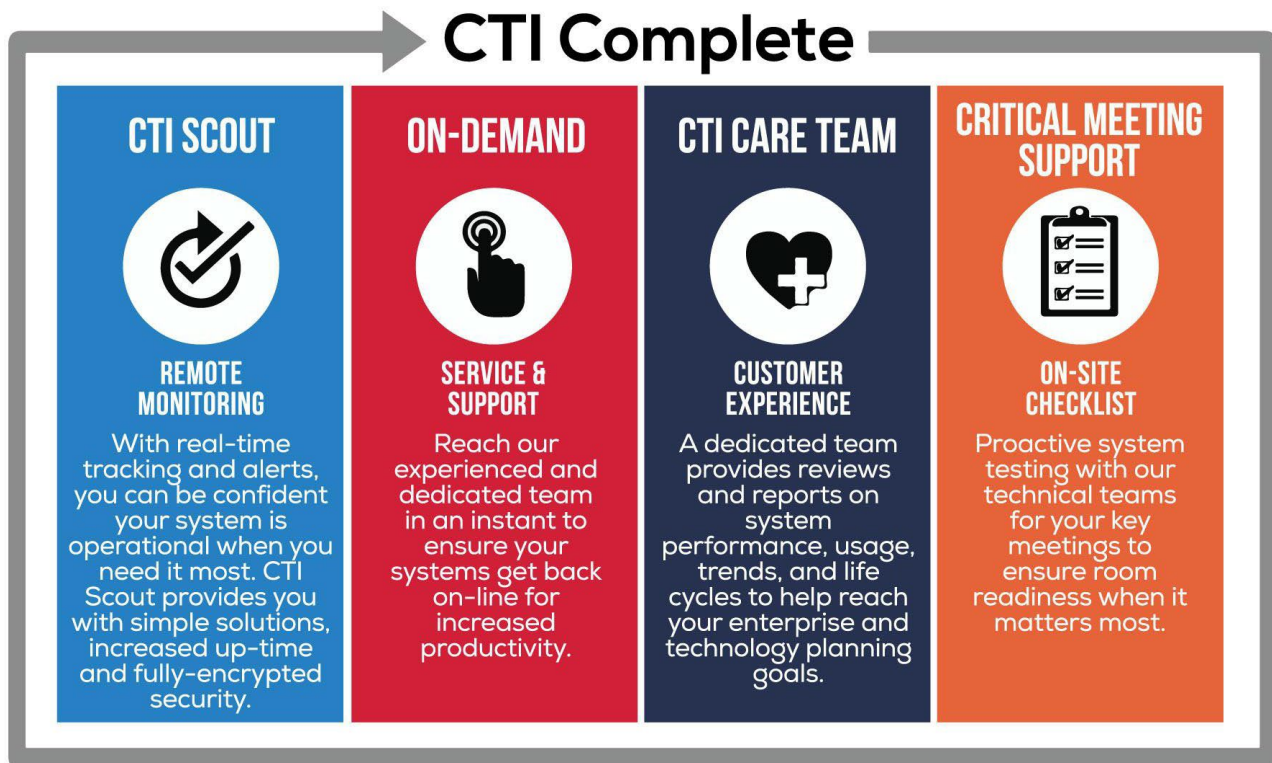 CTI Complete
CTI SCOUT
REMOTE
MONITORING
With real-time
tracking and alerts,
you can be confident
your system is
operational when you
need it most. CTI
Scout provides you
with simple solutions,
increased up-time
and fully-encrypted
security.
ON-DEMAND
SERVICE &
SUPPORT
Reach our
experienced and
dedicated team
in an instant to
ensure your
systems get back
on-line for
increased
productivity.
CTI CARE TEAM
CUSTOMER
EXPERIENCE
A dedicated team
provides reviews
and reports on
system
performance, usage,
trends, and life
cycles to help reach
your enterprise and
technology planning
goals.
CRITICAL MEETING
SUPPORT
ON-SITE
CHECKLIST
Proactive system
testing with our
technical teams
for your key
meetings to
ensure room
readiness when it
matters most.